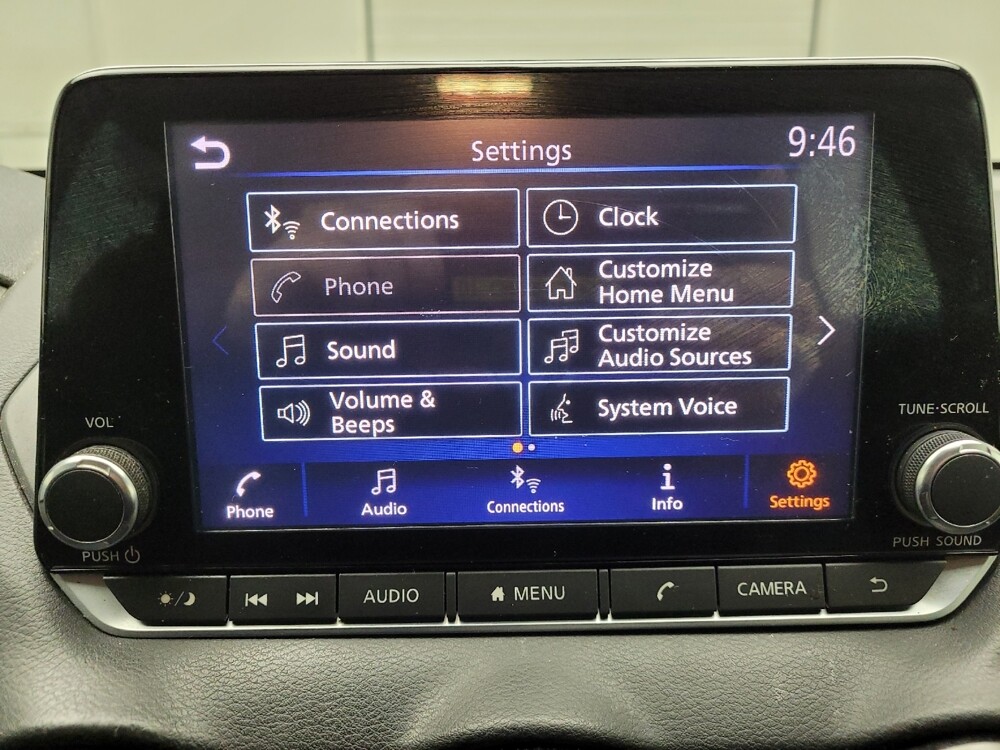 Settings
9:46
Connections
Clock
Phone
Customize
Home Menu
Sound
Customize
Audio Sources
Volume &
Beeps
System Voice
Phone
Audio
Connections
Info
Settings
VOL
TUNE·SCROLL
PUSH
PUSH SOUND
AUDIO
MENU
CAMERA